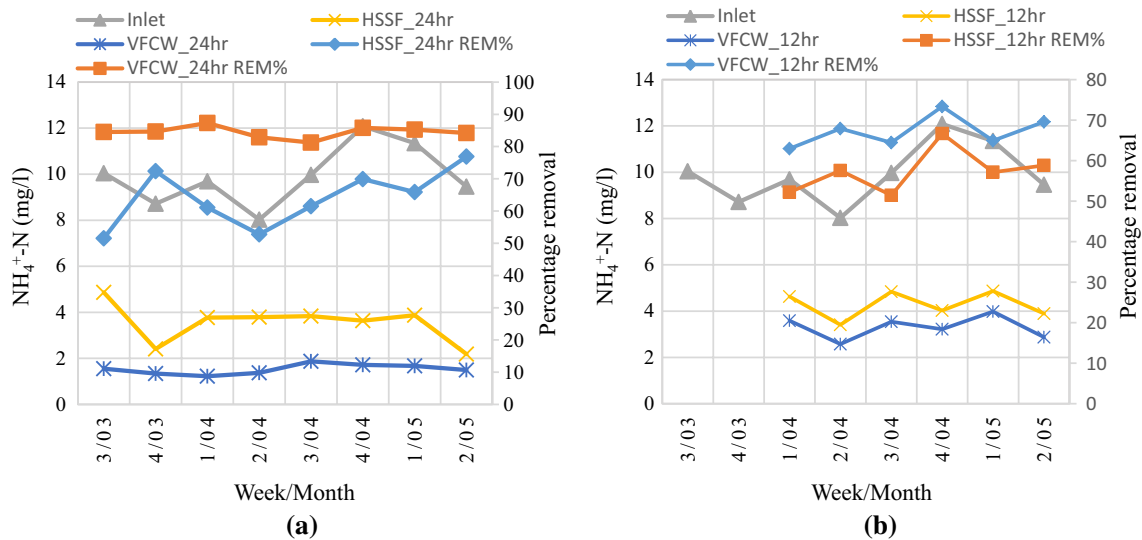 Inlet HSSF_24hr
VFCW_24hr HSSF_24hr REM%
VFCW_24hr REM%
NH₄⁺-N (mg/l)
14
12
10
8
6
4
2
0
100
90
80
70
60
50
40
30
20
10
0
Percentage removal
3/03 4/03 1/04 2/04 3/04 4/04 1/05 2/05
Week/Month
(a)
Inlet HSSF_12hr
VFCW_12hr HSSF_12hr REM%
VFCW_12hr REM%
NH₄⁺-N (mg/l)
14
12
10
8
6
4
2
0
80
70
60
50
40
30
20
10
0
Percentage removal
3/03 4/03 1/04 2/04 3/04 4/04 1/05 2/05
Week/Month
(b)